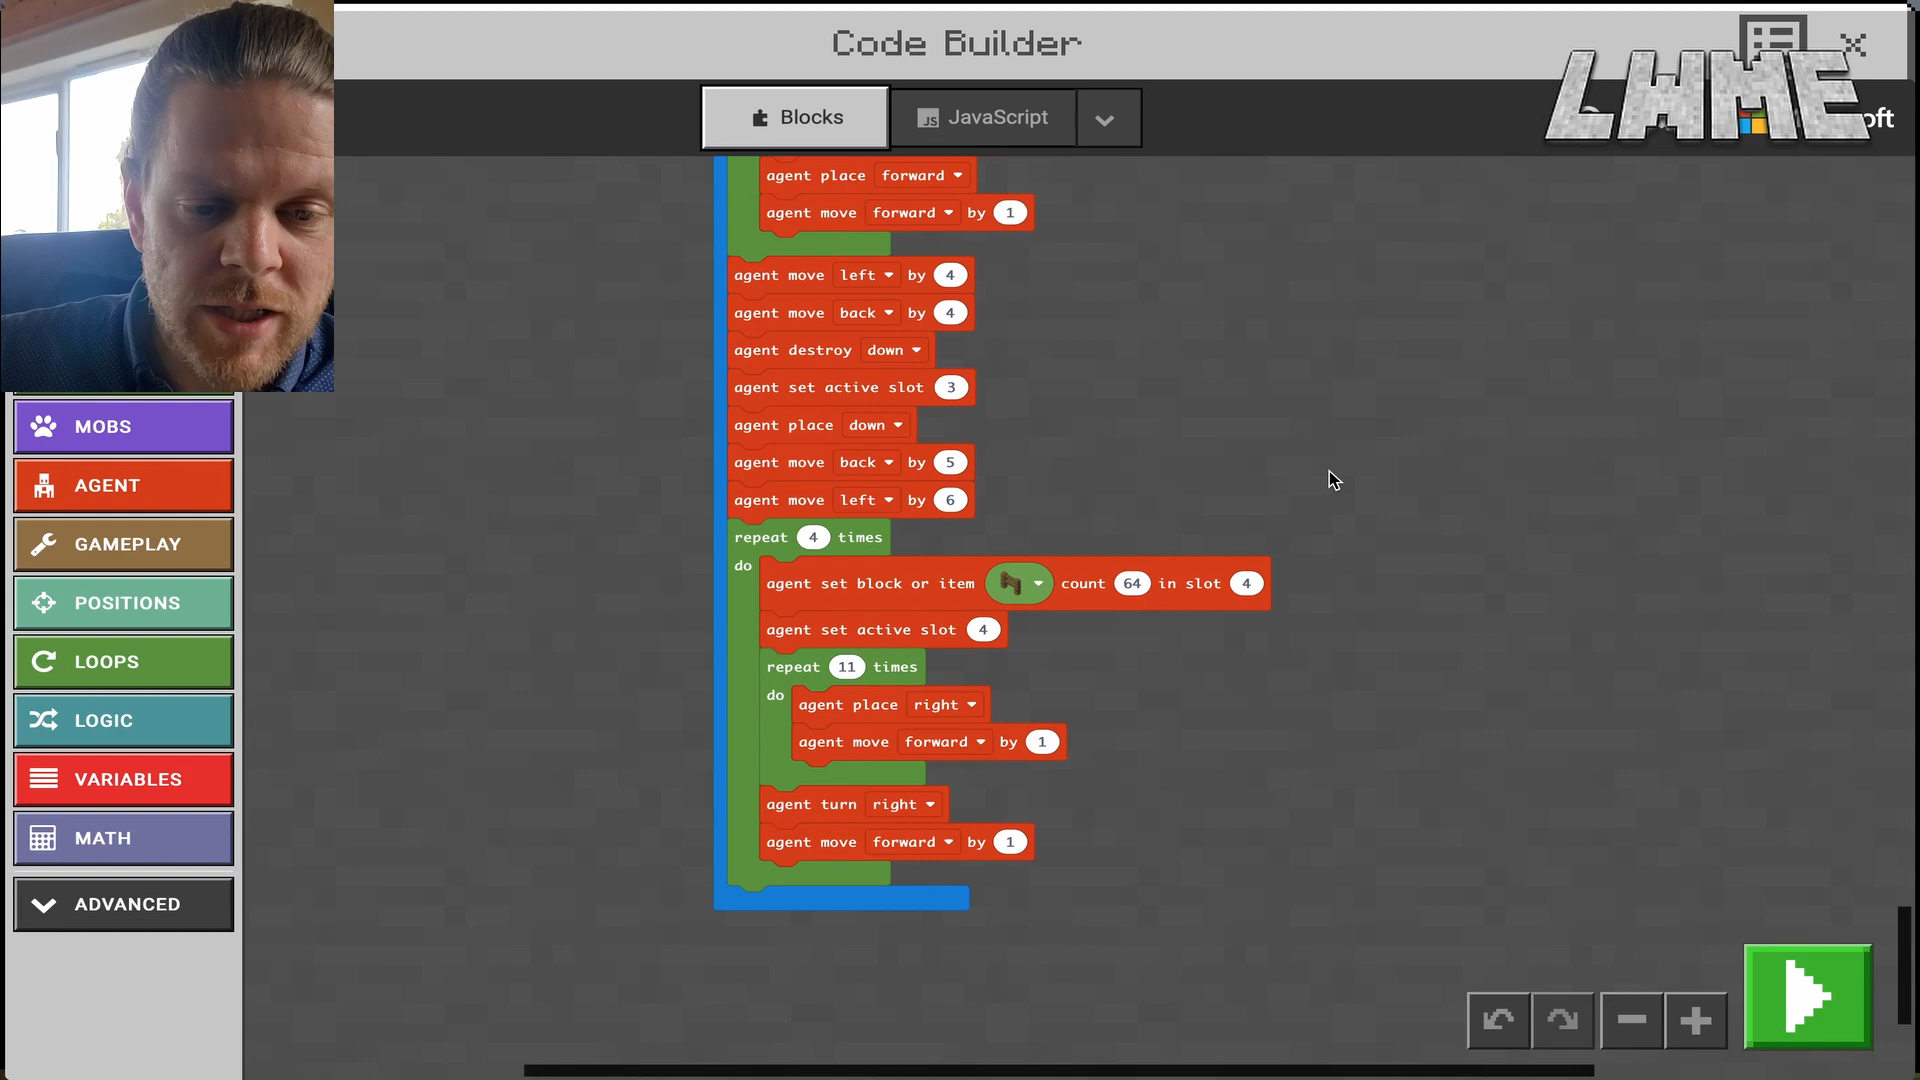 Code Builder
LWME
Blocks
JavaScript
oft
agent place forward
agent move forward by 1
agent move left by 4
agent move back by 4
agent destroy down
agent set active slot 3
agent place down
agent move back by 5
agent move left by 6
repeat 4 times
do
agent set block or item count 64 in slot 4
agent set active slot 4
repeat 11 times
do
agent place right
agent move forward by 1
agent turn right
agent move forward by 1
MOBS
AGENT
GAMEPLAY
POSITIONS
LOOPS
LOGIC
VARIABLES
MATH
ADVANCED